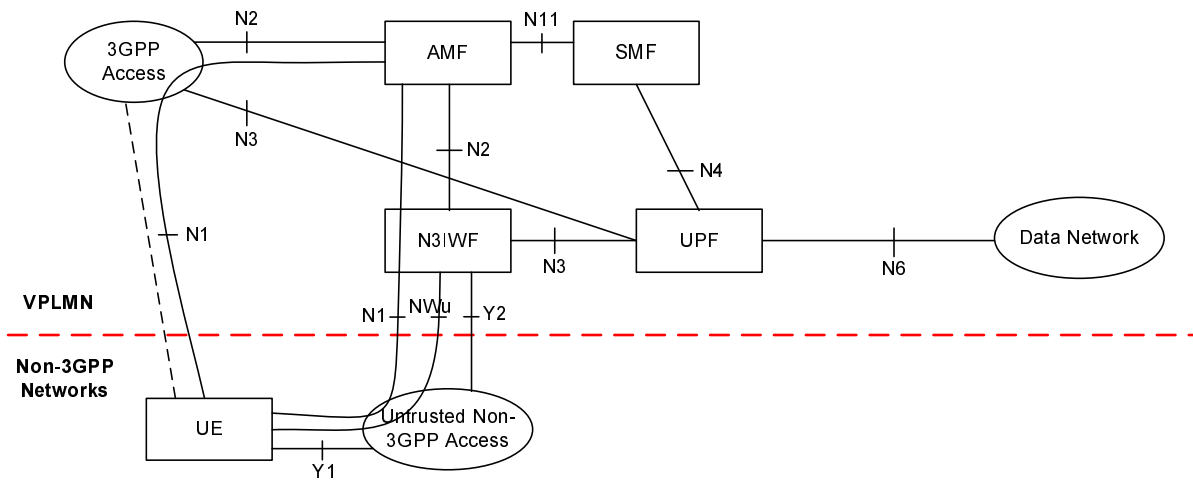 N2
N11
3GPP
Access
AMF
SMF
N3
N2
N4
N1
N3IWF
UPF
Data Network
N3
N6
VPLMN
N1
NWu
Y2
Non-3GPP
Networks
UE
Untrusted Non-
3GPP Access
Y1